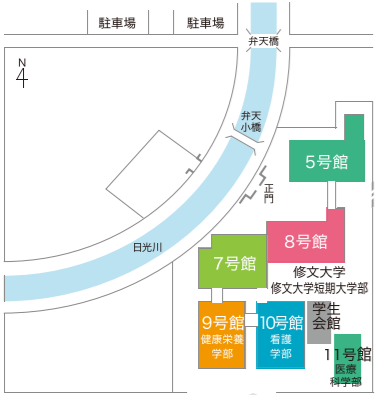 駐車場
駐車場
弁天橋
N
弁天
小橋
5号館
正門
8号館
日光川
7号館
修文大学
修文大学短期大学部
9号館
健康栄養
学部
10号館
看護
学部
学生
会館
11号館
医療
科学部